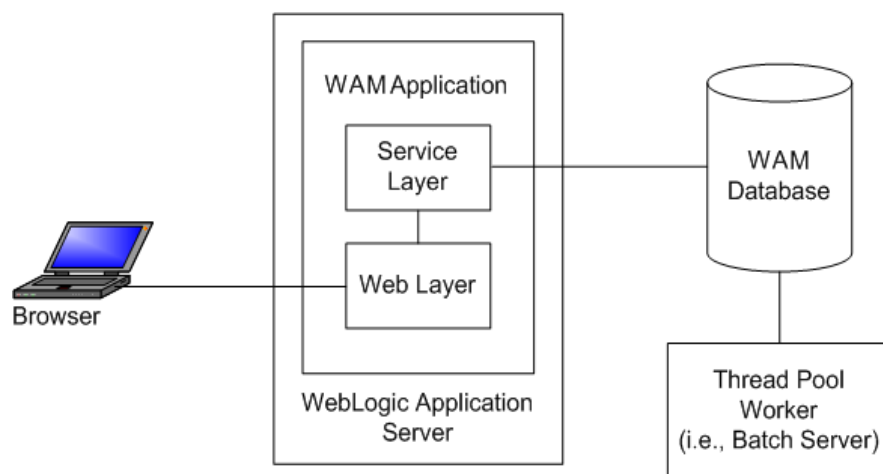 WAM Application
Service
Layer
Web Layer
WebLogic Application
Server
Browser
WAM
Database
Thread Pool
Worker
(i.e., Batch Server)